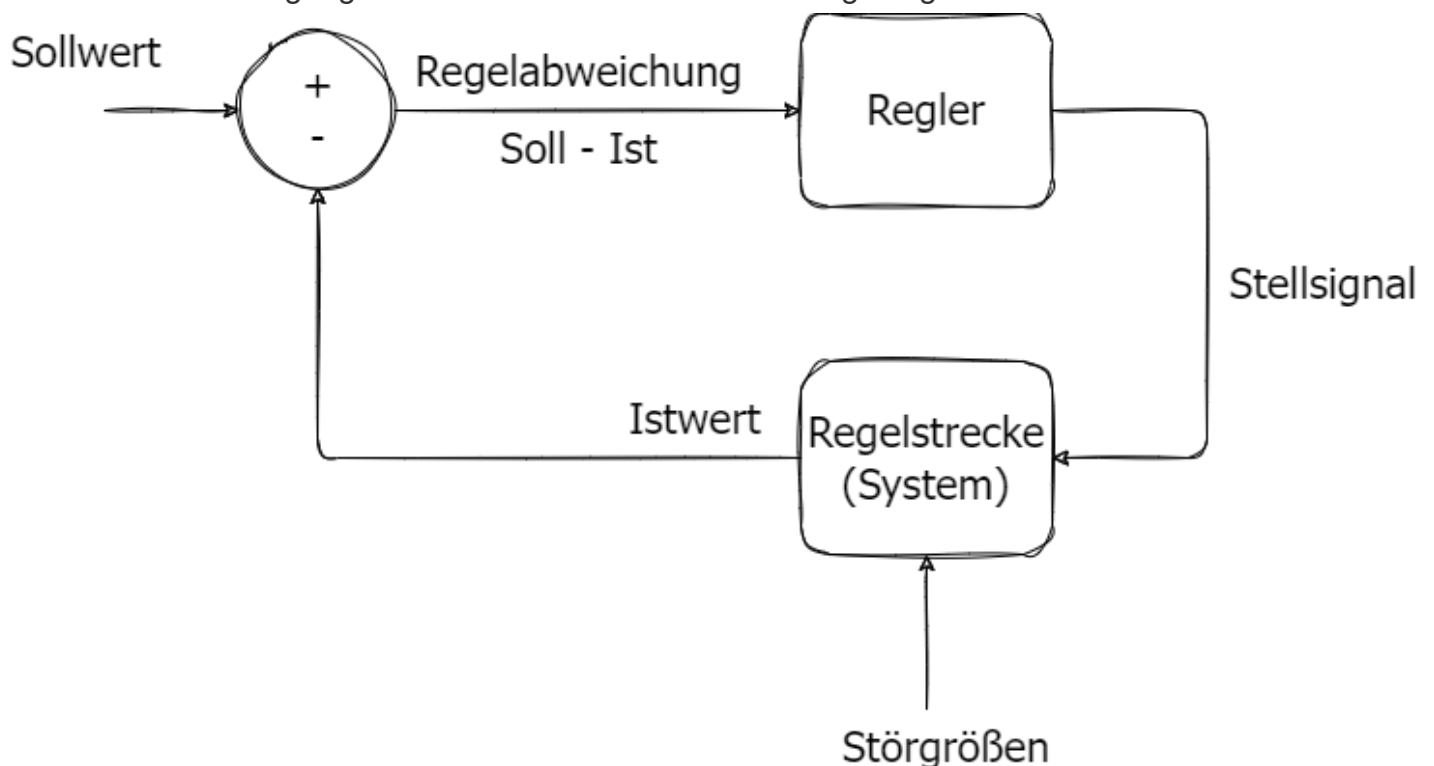 Sollwert
+
-
Regelabweichung
Soll - Ist
Regler
Stellsignal
Istwert
Regelstrecke
(System)
Störgrößen